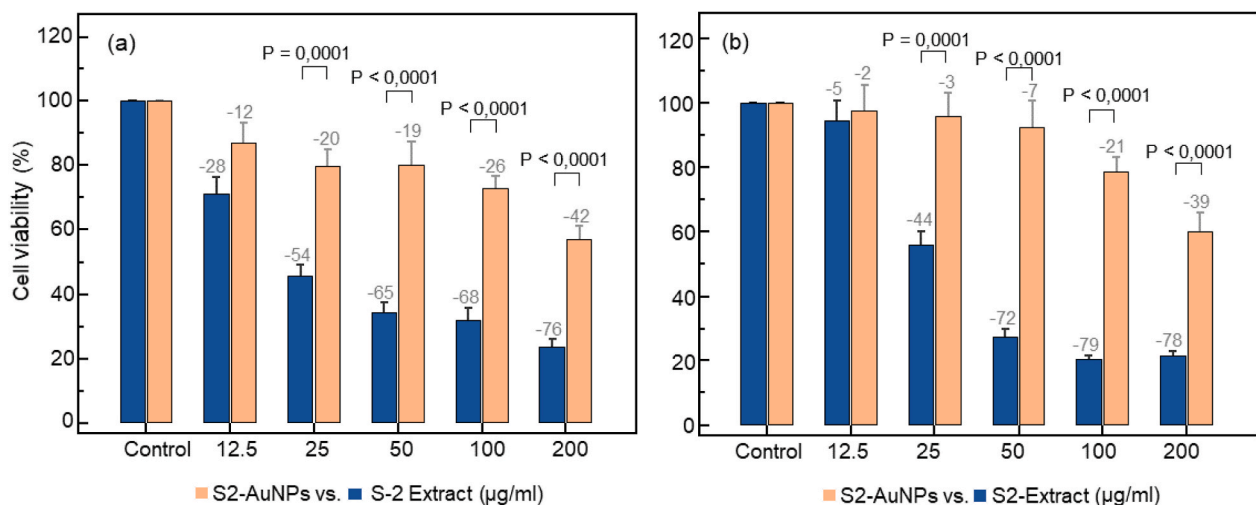 (a)
Cell viability (%)
120
100
80
60
40
20
0
P = 0,0001
P < 0,0001
P < 0,0001
P < 0,0001
-28
-12
-54
-20
-65
-19
-68
-26
-76
-42
Control 12.5 25 50 100 200
S2-AuNPs vs. S-2 Extract (µg/ml)
(b)
120
100
80
60
40
20
0
P = 0,0001
P < 0,0001
P < 0,0001
P < 0,0001
-5
-2
-44
-3
-72
-7
-79
-21
-78
-39
Control 12.5 25 50 100 200
S2-AuNPs vs. S2-Extract (µg/ml)